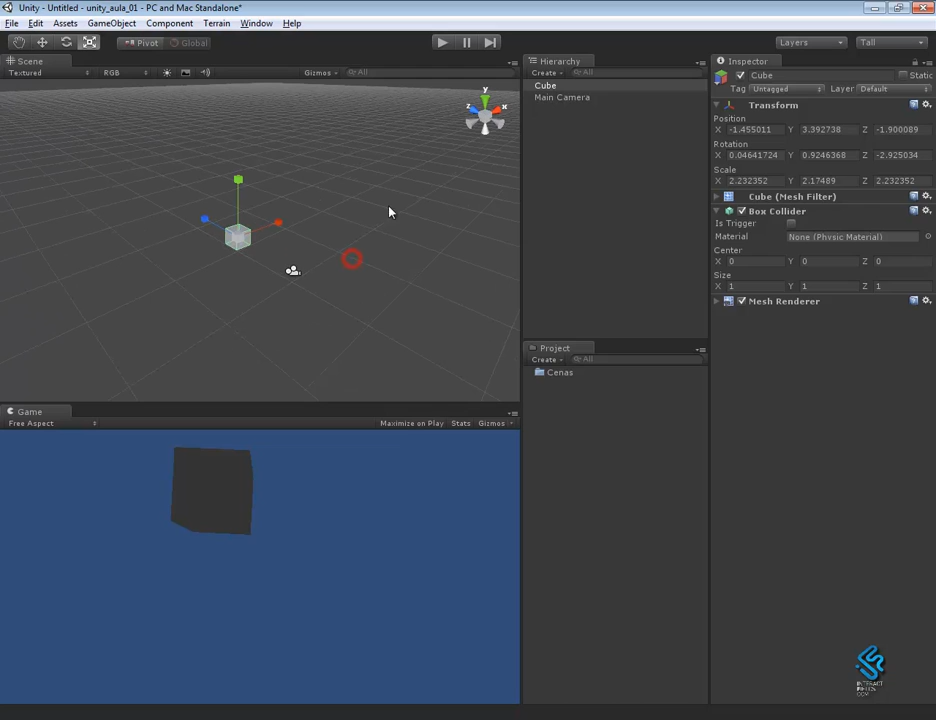 Unity - Untitled - unity_aula_01 - PC and Mac Standalone*
File Edit Assets GameObject Component Terrain Window Help
Pivot Global Layers Tall
Scene
Textured RGB Gizmos All
y
z x
Game
Free Aspect Maximize on Play Stats Gizmos
Hierarchy
Create All
Cube
Main Camera
Project
Create All
Cenas
Inspector
Cube Static
Tag Untagged Layer Default
Transform
Position
X -1.455011 Y 3.392738 Z -1.900089
Rotation
X 0.04641724 Y 0.9246368 Z -2.925034
Scale
X 2.232352 Y 2.17489 Z 2.232352
Cube (Mesh Filter)
Box Collider
Is Trigger
Material None (Physic Material)
Center
X 0 Y 0 Z 0
Size
X 1 Y 1 Z 1
Mesh Renderer
INTERACT
FIELDS
.COM